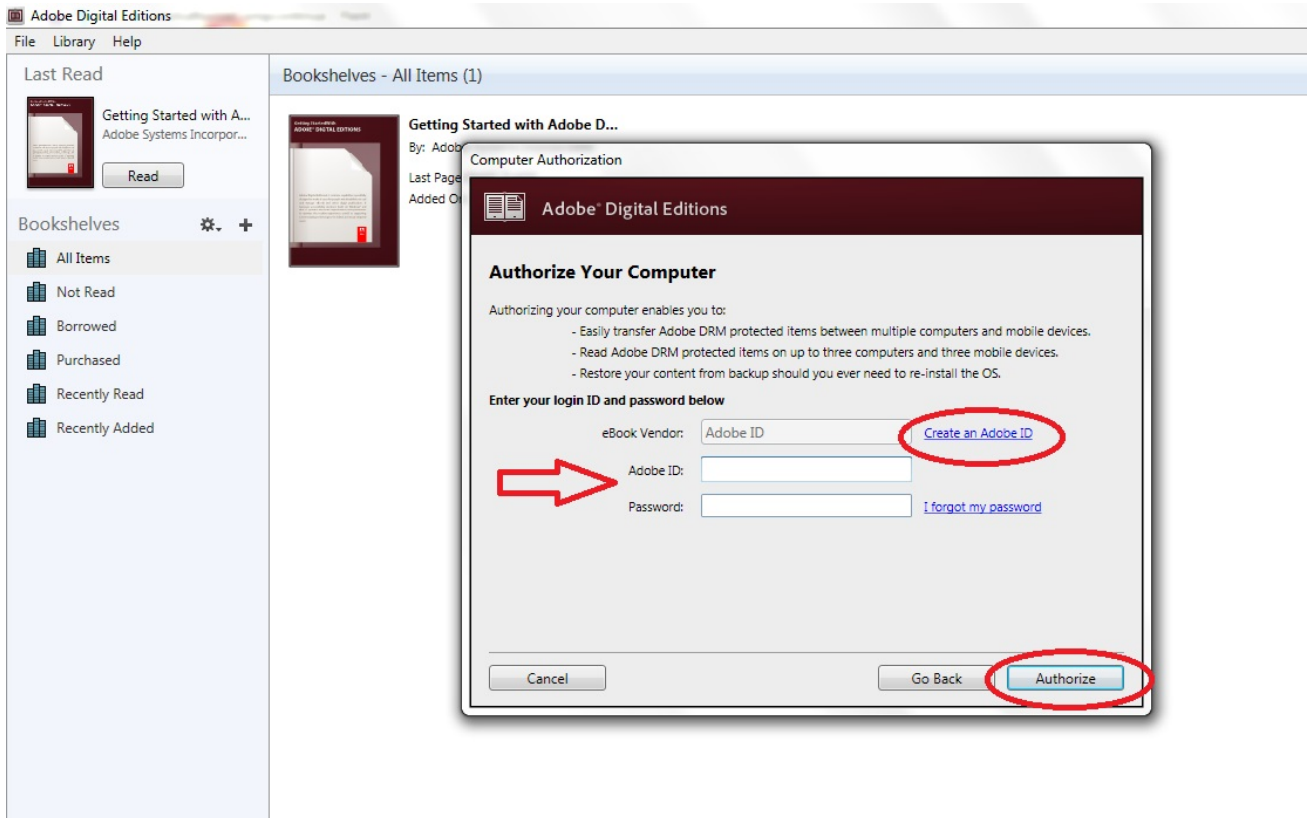 Adobe Digital Editions
File Library Help
Last Read
Getting Started with A...
Adobe Systems Incorpor...
Read
Bookshelves
All Items
Not Read
Borrowed
Purchased
Recently Read
Recently Added
Bookshelves - All Items (1)
Getting Started With
ADOBE® DIGITAL EDITIONS
Getting Started with Adobe D...
By: Adob
Last Page
Added O
Computer Authorization
Adobe® Digital Editions
Authorize Your Computer
Authorizing your computer enables you to:
- Easily transfer Adobe DRM protected items between multiple computers and mobile devices.
- Read Adobe DRM protected items on up to three computers and three mobile devices.
- Restore your content from backup should you ever need to re-install the OS.
Enter your login ID and password below
eBook Vendor: Adobe ID Create an Adobe ID
Adobe ID:
Password: I forgot my password
Cancel Go Back Authorize